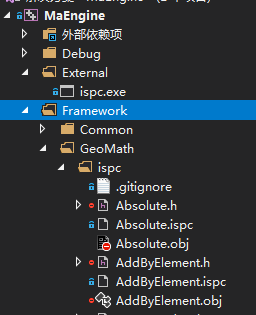 MaEngine
外部依赖项
Debug
External
ispc.exe
Framework
Common
GeoMath
ispc
.gitignore
Absolute.h
Absolute.ispc
Absolute.obj
AddByElement.h
AddByElement.ispc
AddByElement.obj